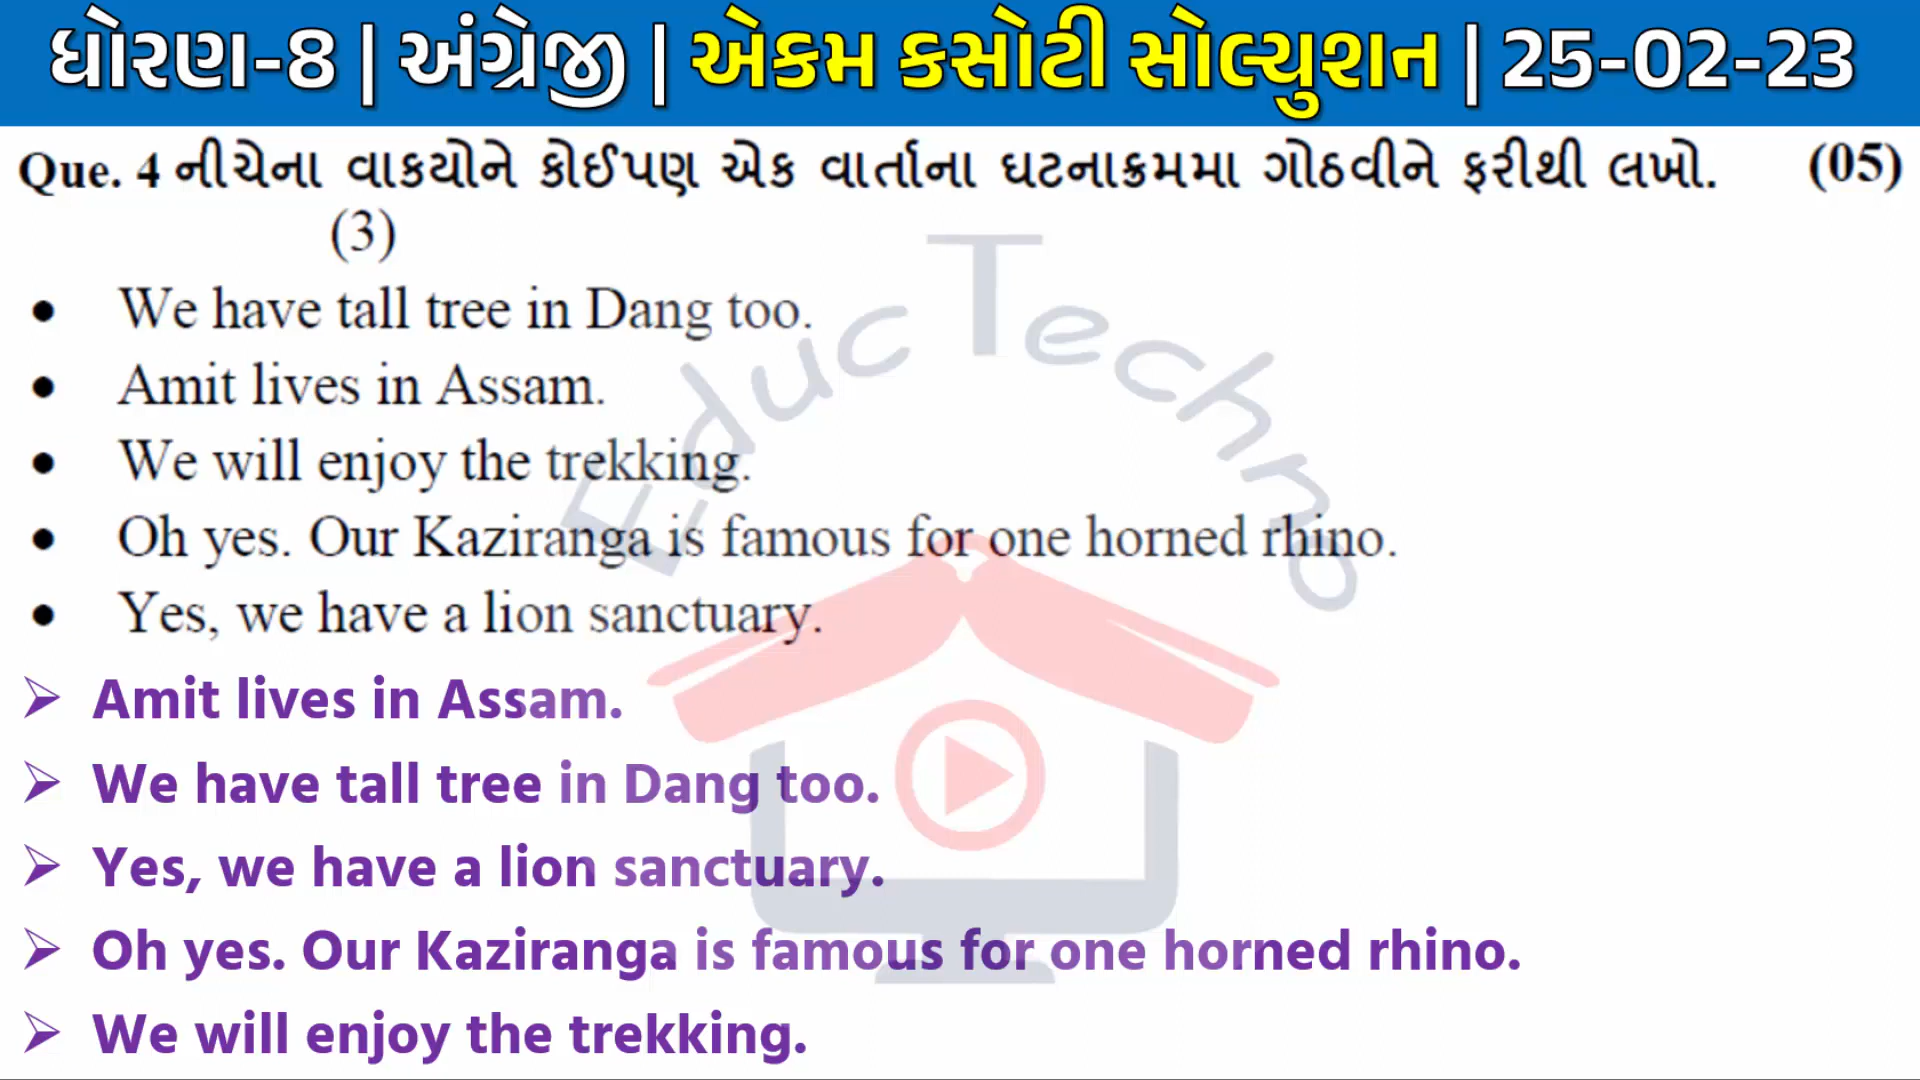 ધોરણ-8 | અંગ્રેજી | એકમ કસોટી સોલ્યુશન | 25-02-23
Que. 4 નીચેના વાકયોને કોઈપણ એક વાર્તાના ઘટનાક્રમમા ગોઠવીને ફરીથી લખો. (05)
(3)
• We have tall tree in Dang too.
• Amit lives in Assam.
• We will enjoy the trekking.
• Oh yes. Our Kaziranga is famous for one horned rhino.
• Yes, we have a lion sanctuary.
➢ Amit lives in Assam.
➢ We have tall tree in Dang too.
➢ Yes, we have a lion sanctuary.
➢ Oh yes. Our Kaziranga is famous for one horned rhino.
➢ We will enjoy the trekking.
EducTechno